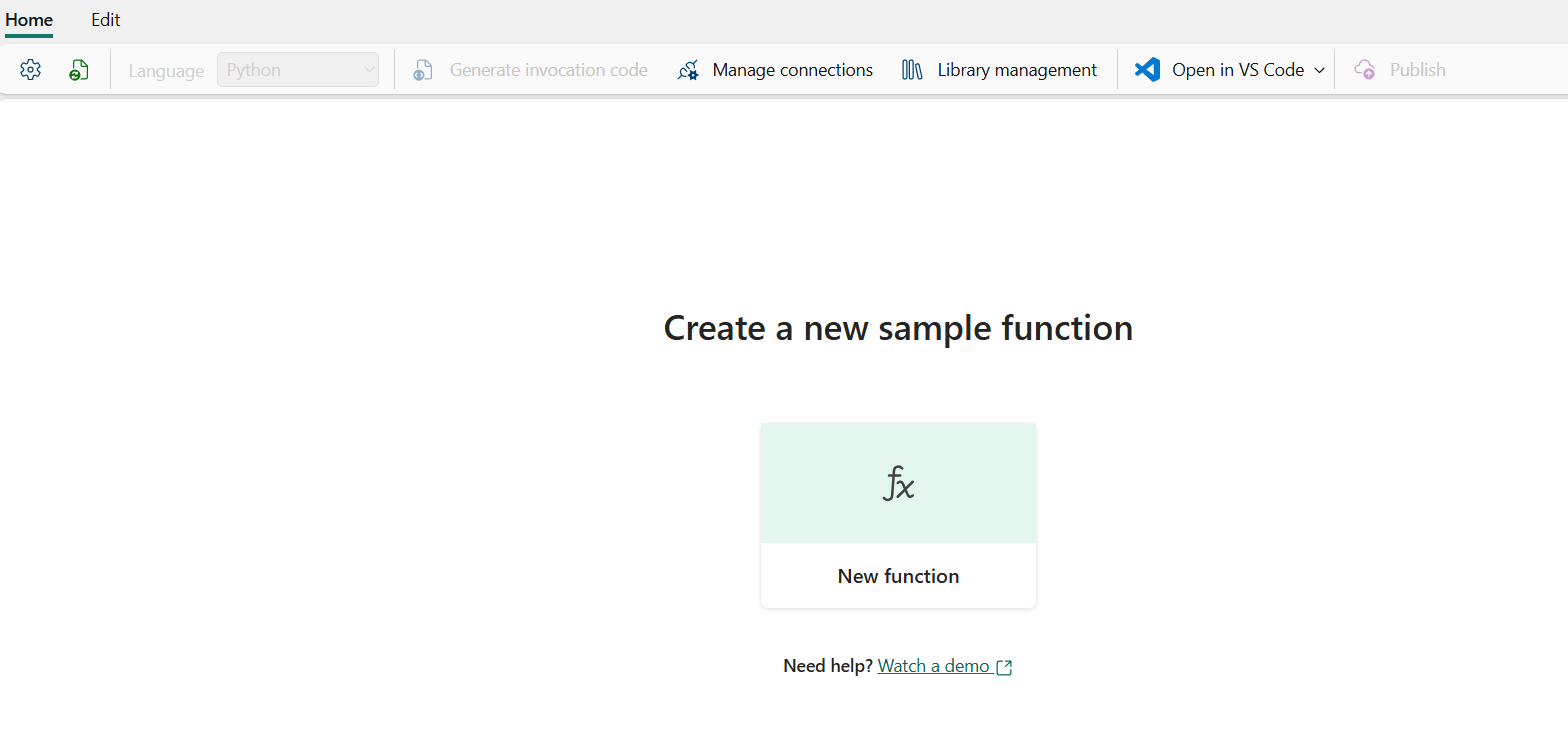 Home Edit
Language Python Generate invocation code Manage connections Library management Open in VS Code Publish
Create a new sample function
fx
New function
Need help? Watch a demo